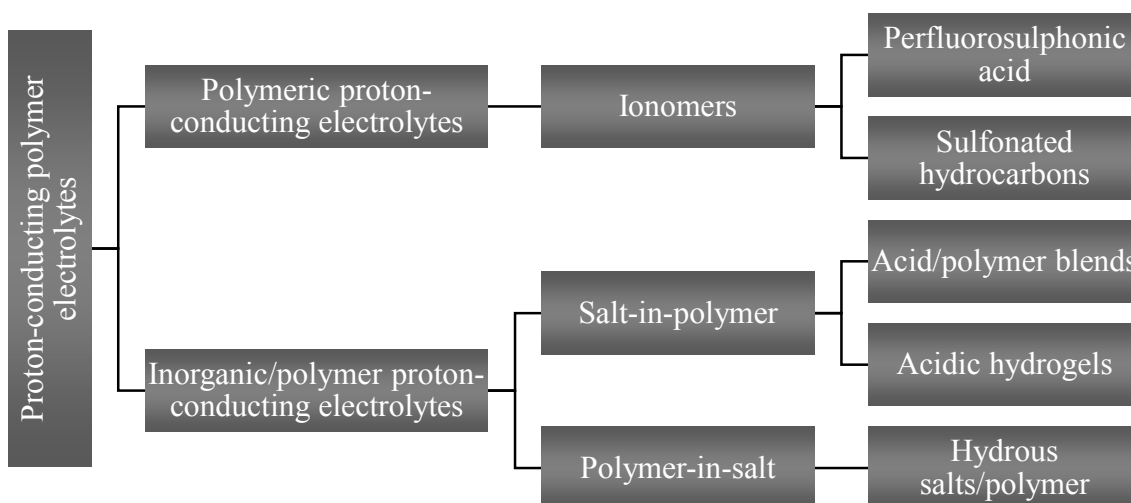 Proton-conducting polymer
electrolytes
Polymeric proton-
conducting electrolytes
Ionomers
Perfluorosulphonic
acid
Sulfonated
hydrocarbons
Inorganic/polymer proton-
conducting electrolytes
Salt-in-polymer
Acid/polymer blends
Acidic hydrogels
Polymer-in-salt
Hydrous
salts/polymer